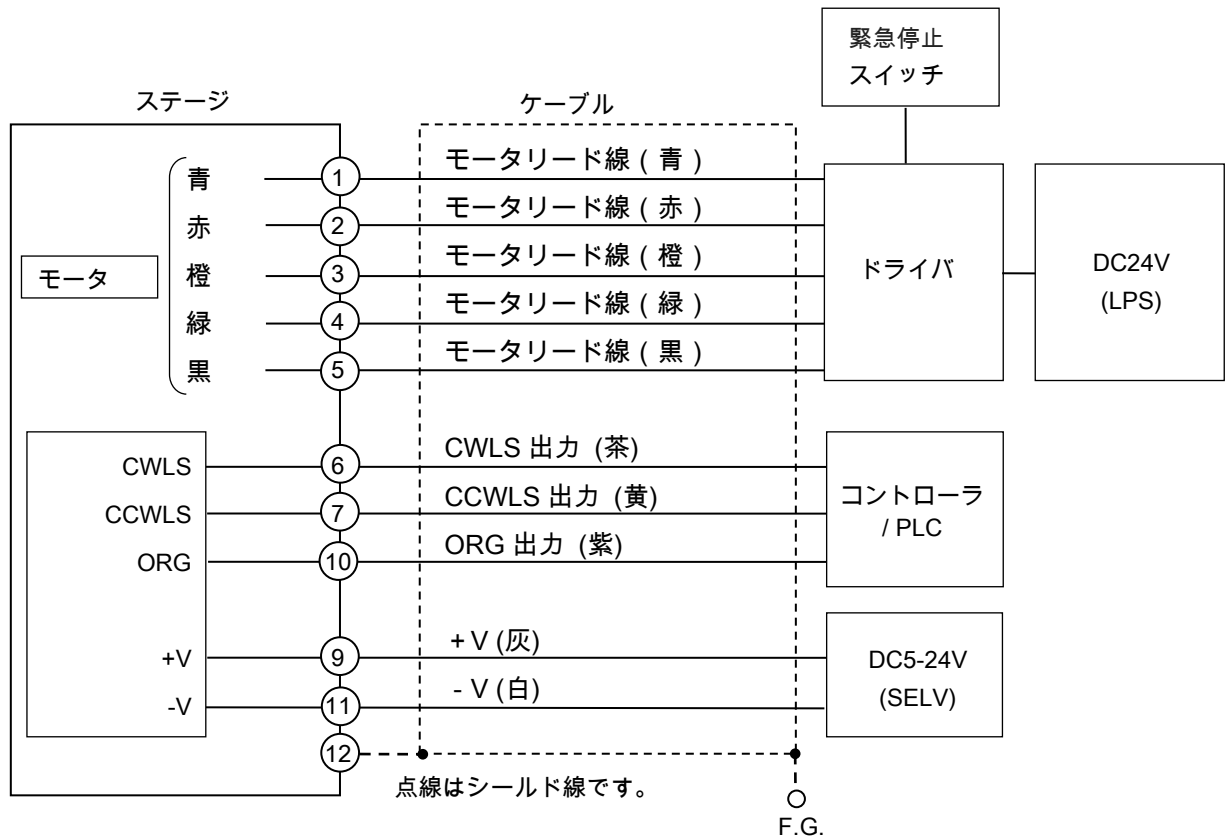 緊急停止
スイッチ
ステージ
ケーブル
青
1
モータリード線 ( 青 )
赤
2
モータリード線 ( 赤 )
モータ
橙
3
モータリード線 ( 橙 )
ドライバ
DC24V
(LPS)
緑
4
モータリード線 ( 緑 )
黒
5
モータリード線 ( 黒 )
CWLS
6
CWLS 出力 (茶)
CCWLS
7
CCWLS 出力 (黄)
コントローラ
/ PLC
ORG
10
ORG 出力 (紫)
+V
9
+ V (灰)
DC5-24V
(SELV)
-V
11
- V (白)
12
点線はシールド線です。
F.G.